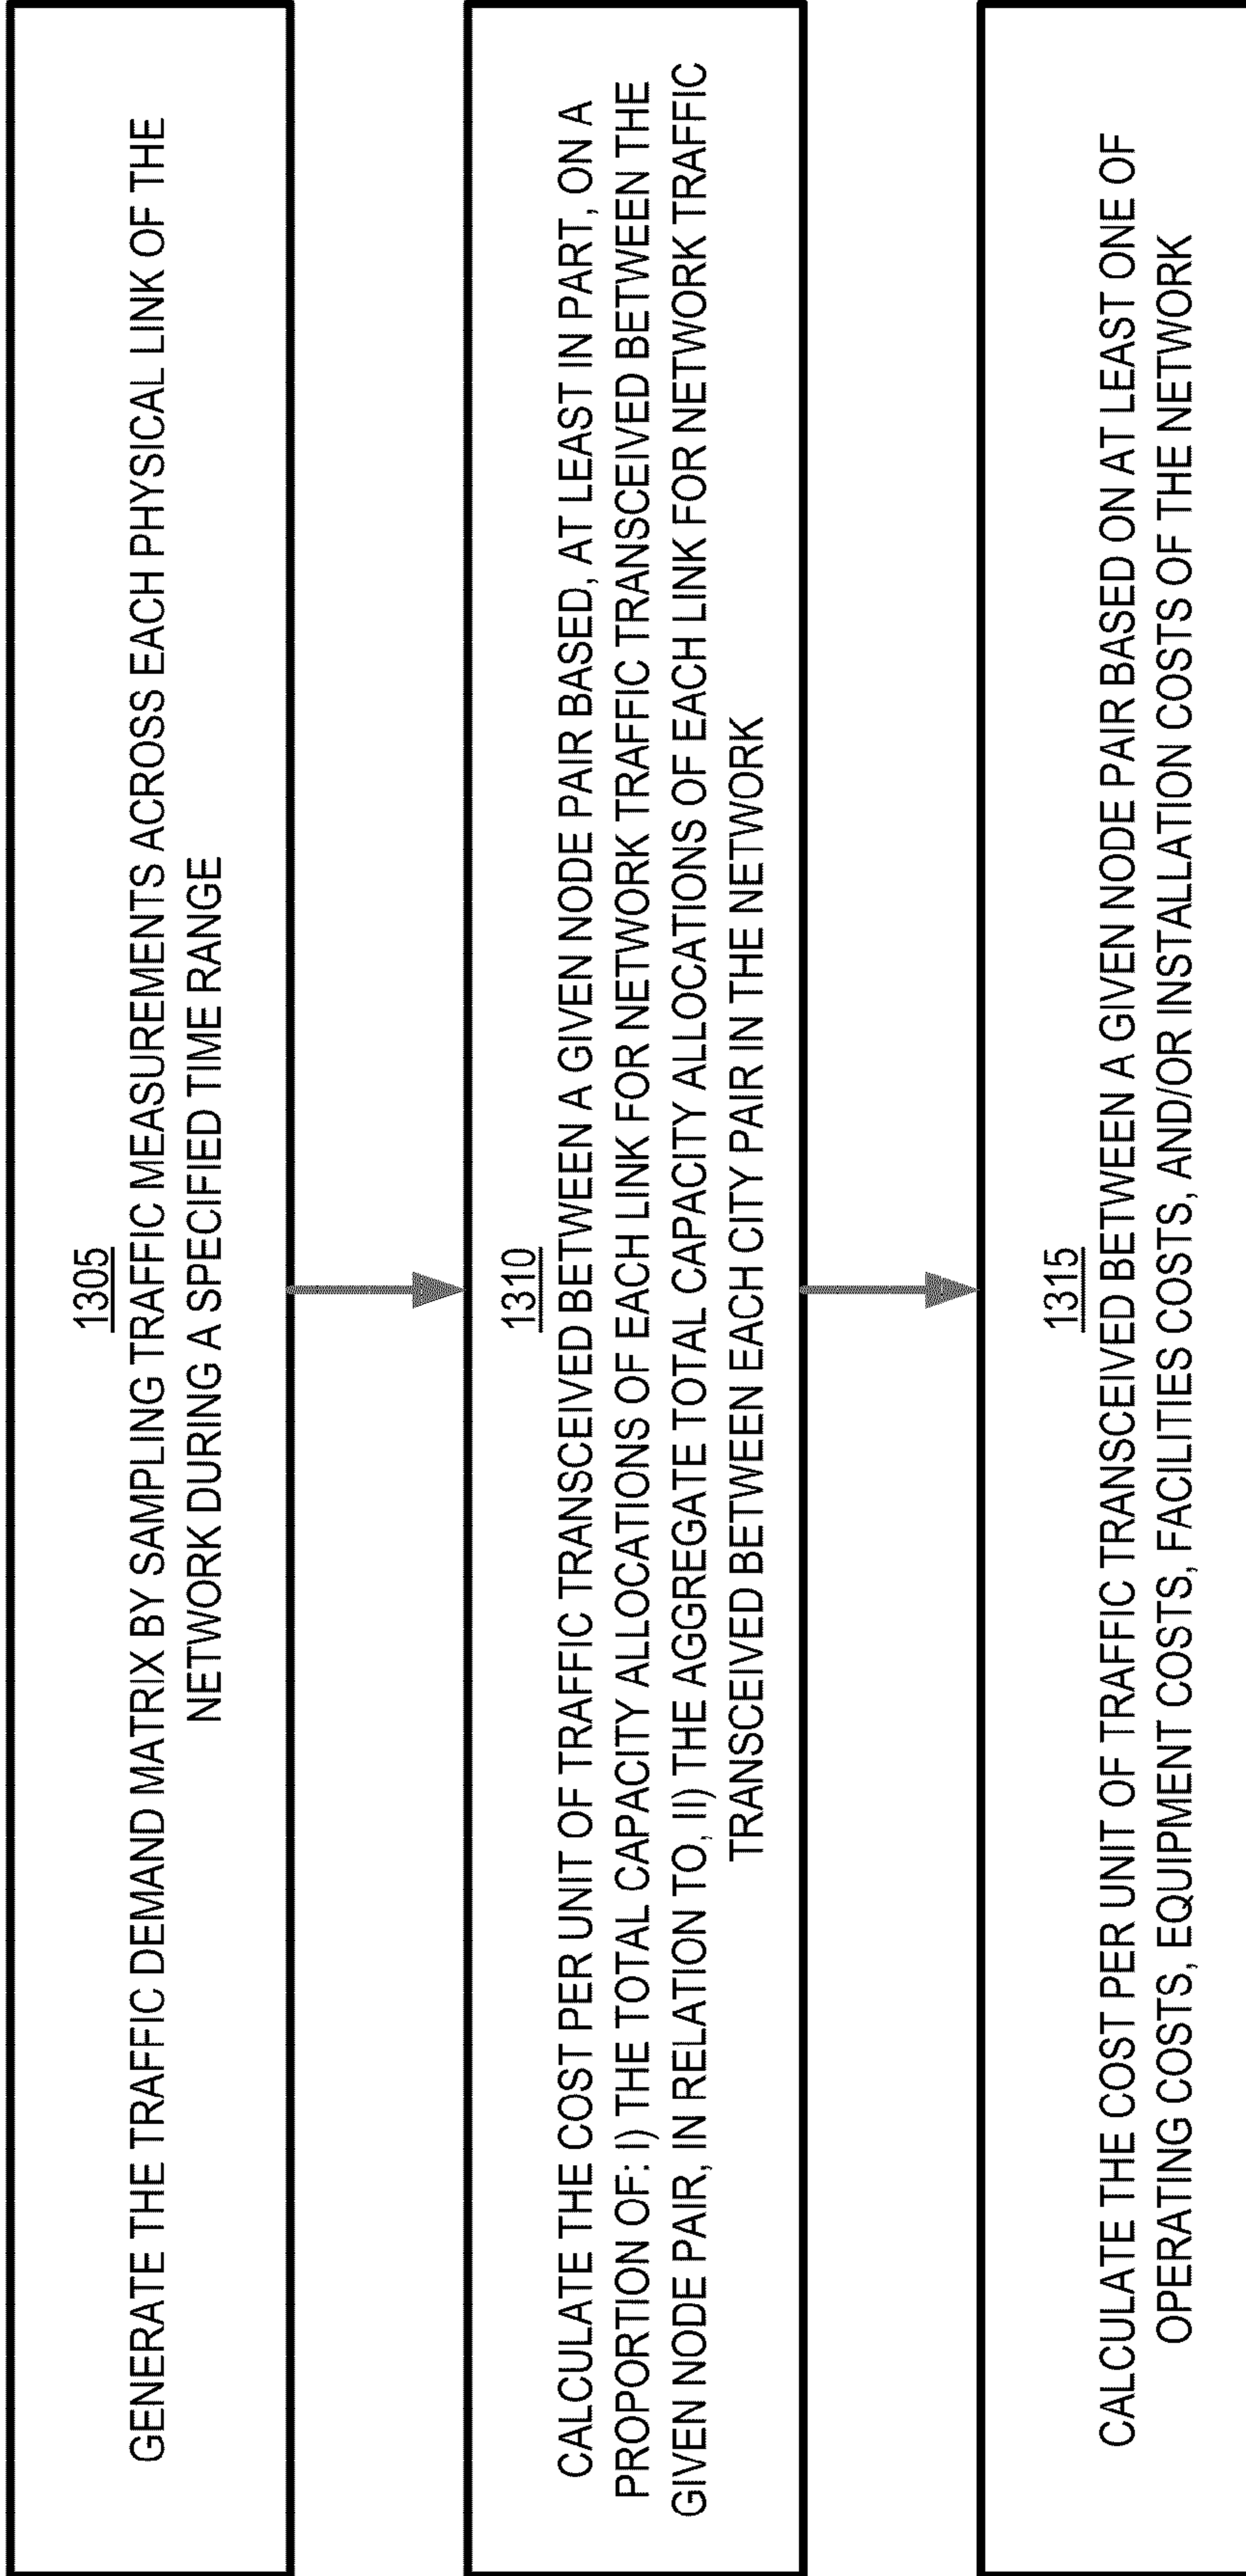 1305
GENERATE THE TRAFFIC DEMAND MATRIX BY SAMPLING TRAFFIC MEASUREMENTS ACROSS EACH PHYSICAL LINK OF THE
NETWORK DURING A SPECIFIED TIME RANGE
1310
CALCULATE THE COST PER UNIT OF TRAFFIC TRANSCEIVED BETWEEN A GIVEN NODE PAIR BASED, AT LEAST IN PART, ON A
PROPORTION OF: I) THE TOTAL CAPACITY ALLOCATIONS OF EACH LINK FOR NETWORK TRAFFIC TRANSCEIVED BETWEEN THE
GIVEN NODE PAIR, IN RELATION TO, II) THE AGGREGATE TOTAL CAPACITY ALLOCATIONS OF EACH LINK FOR NETWORK TRAFFIC
TRANSCEIVED BETWEEN EACH CITY PAIR IN THE NETWORK
1315
CALCULATE THE COST PER UNIT OF TRAFFIC TRANSCEIVED BETWEEN A GIVEN NODE PAIR BASED ON AT LEAST ONE OF
OPERATING COSTS, EQUIPMENT COSTS, FACILITIES COSTS, AND/OR INSTALLATION COSTS OF THE NETWORK